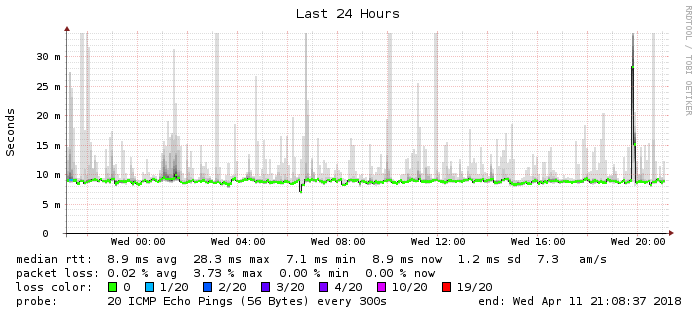 Last 24 Hours
RRDTOOL / TOBI OETIKER
Seconds
30 m
25 m
20 m
15 m
10 m
5 m
0
Wed 00:00 Wed 04:00 Wed 08:00 Wed 12:00 Wed 16:00 Wed 20:00
median rtt: 8.9 ms avg 28.3 ms max 7.1 ms min 8.9 ms now 1.2 ms sd 7.3 am/s
packet loss: 0.02 % avg 3.73 % max 0.00 % min 0.00 % now
loss color: 0 1/20 2/20 3/20 4/20 10/20 19/20
probe: 20 ICMP Echo Pings (56 Bytes) every 300s end: Wed Apr 11 21:08:37 2018